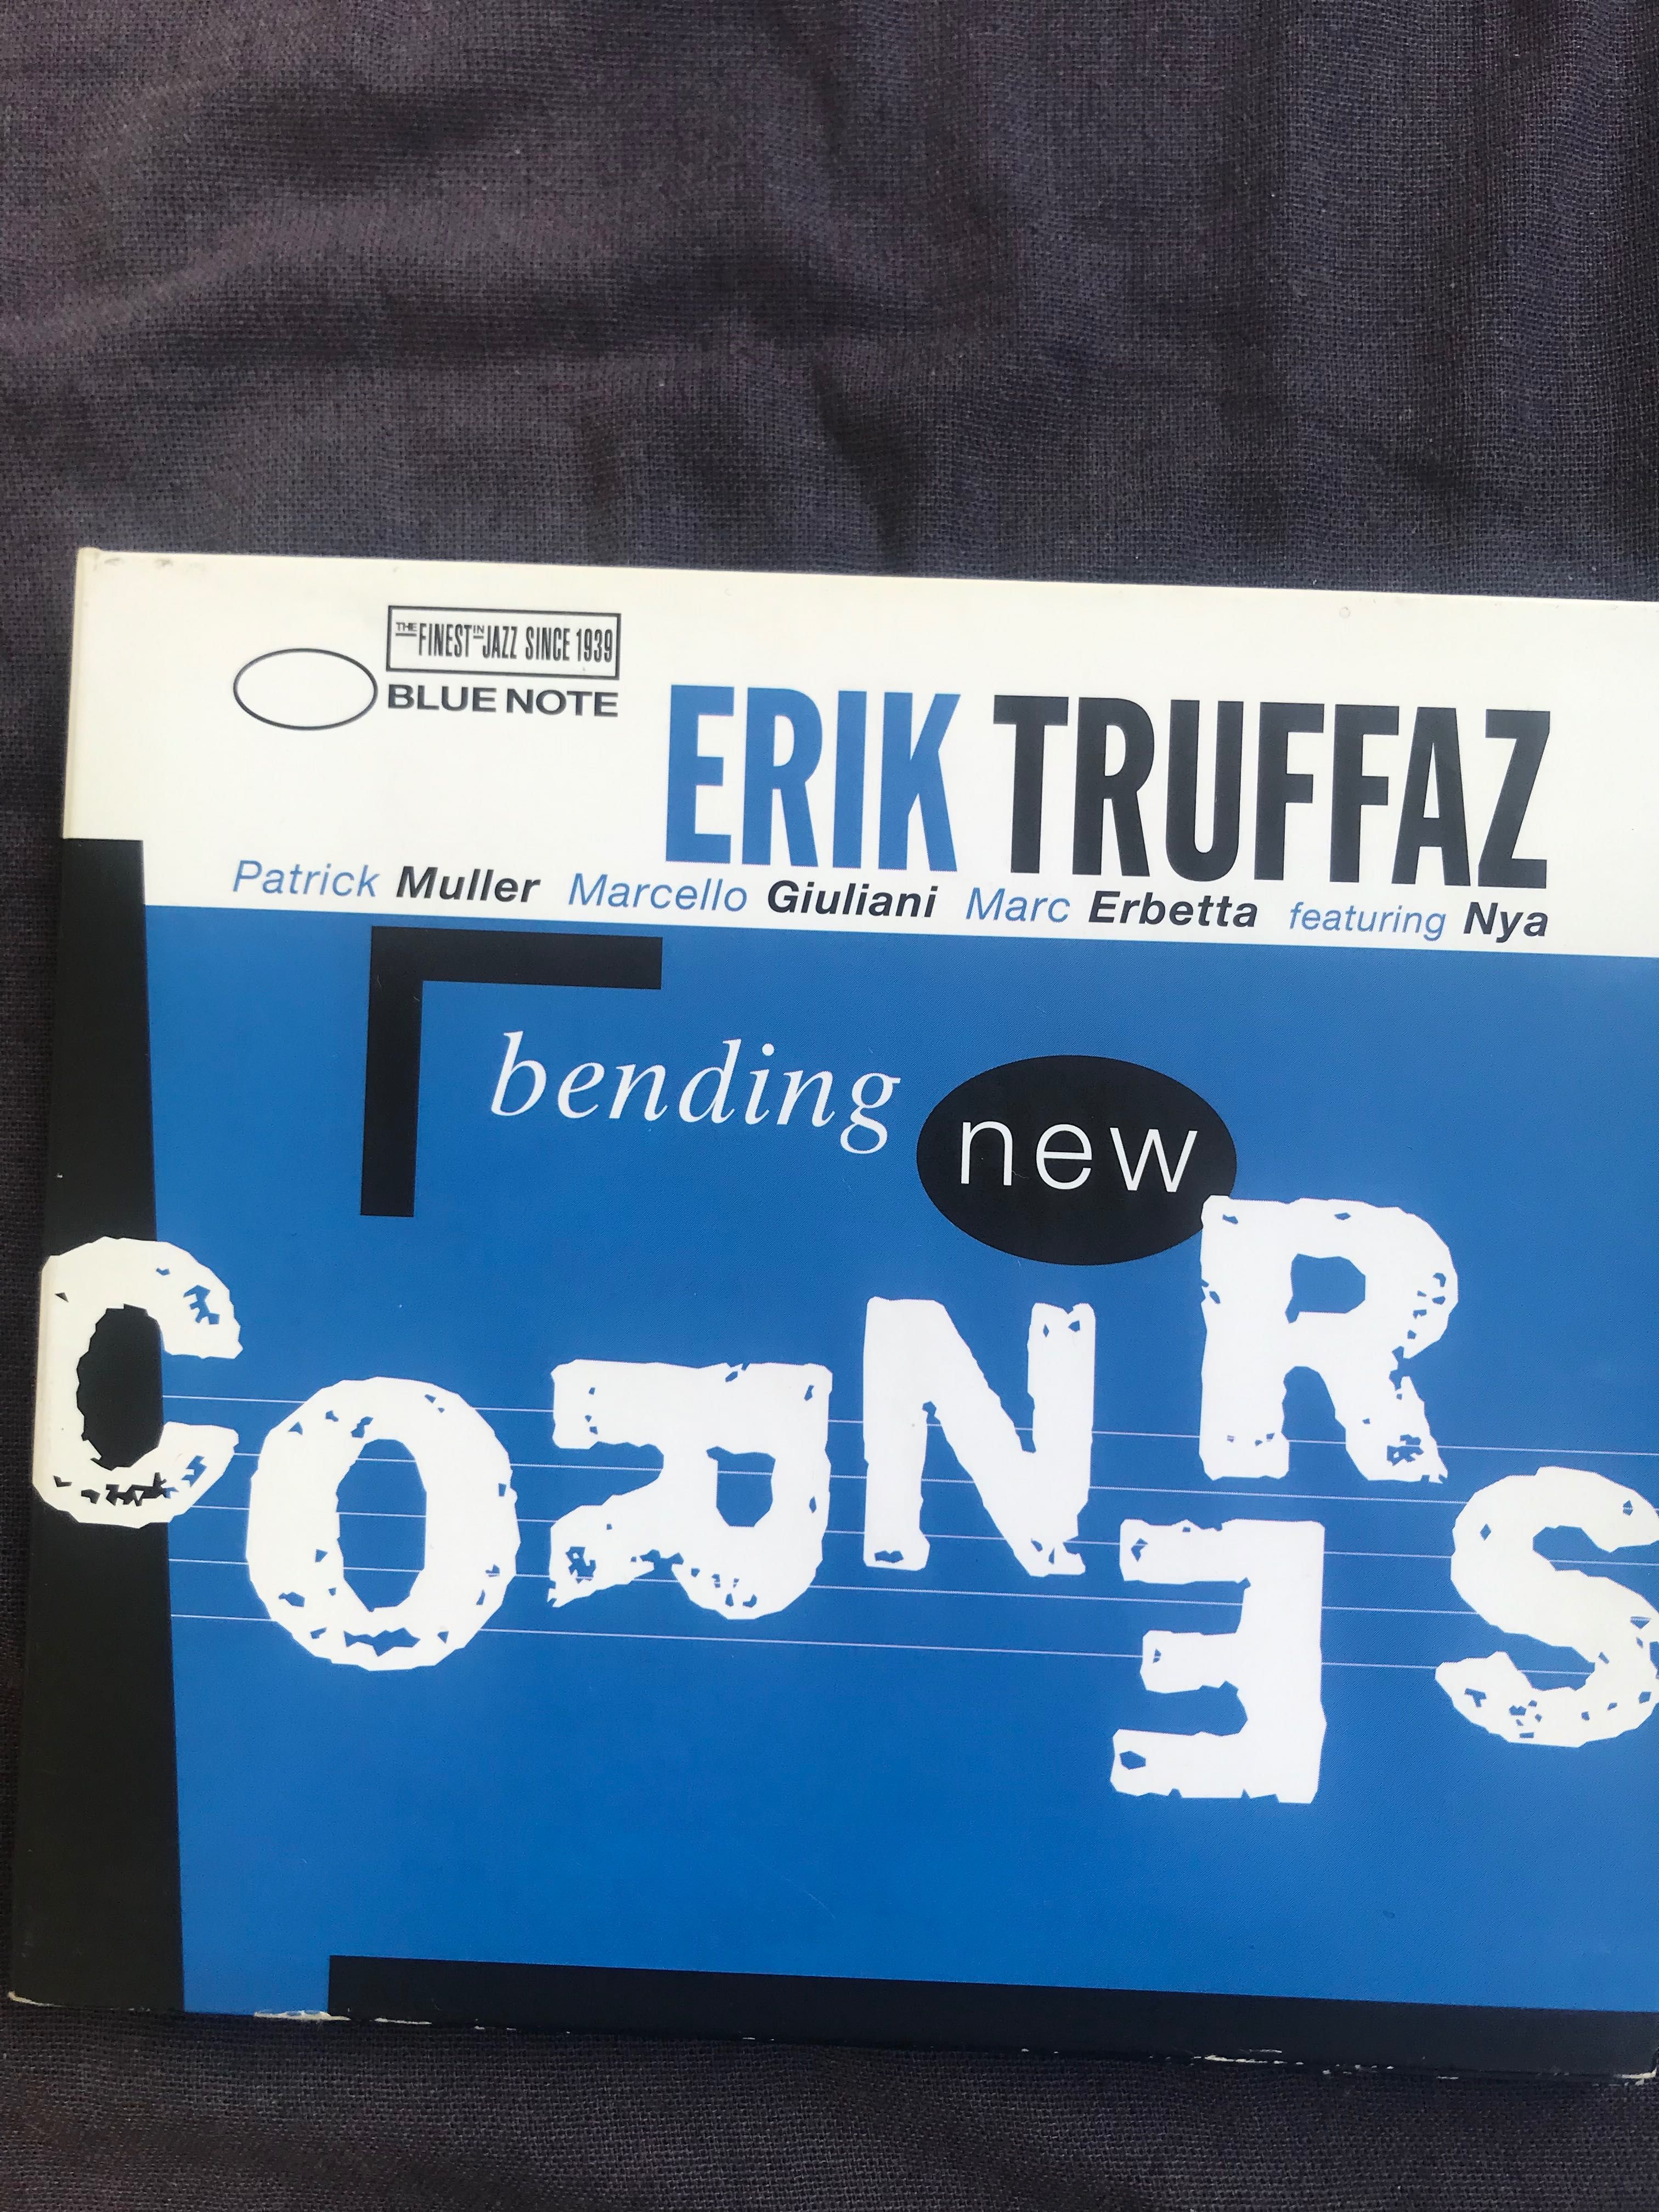 THE FINEST IN JAZZ SINCE 1939
BLUE NOTE
ERIK TRUFFAZ
Patrick Muller Marcello Giuliani Marc Erbetta featuring Nya
bending new
CORNERS